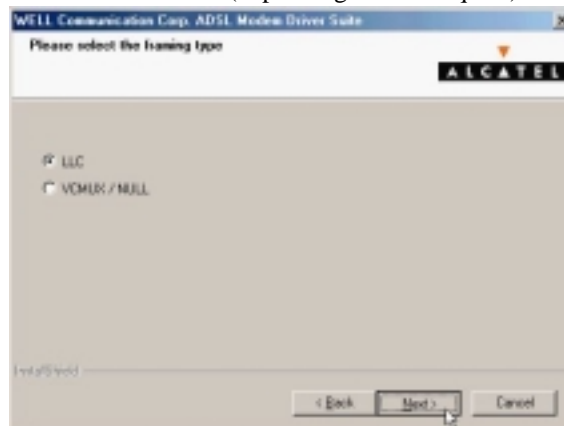 WELL Communication Corp. ADSL Modem Driver Suite
Please select the framing type
ALCATEL
LLC
VCMUX / NULL
InstallShield
< Back
Next >
Cancel